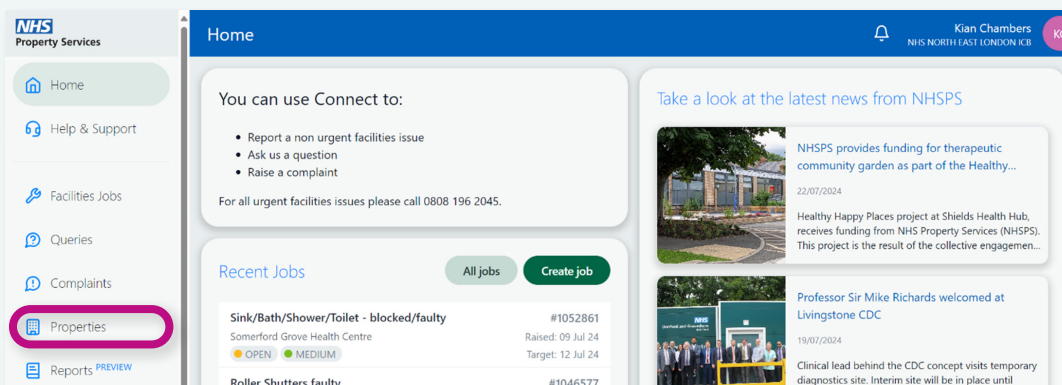 NHS
Property Services
Home
Help & Support
Facilities Jobs
Queries
Complaints
Properties
Reports PREVIEW
Home
Kian Chambers
NHS NORTH EAST LONDON ICB
You can use Connect to:
• Report a non urgent facilities issue
• Ask us a question
• Raise a complaint
For all urgent facilities issues please call 0808 196 2045.
Recent Jobs
All jobs
Create job
Sink/Bath/Shower/Toilet - blocked/faulty
#1052861
Somerford Grove Health Centre
Raised: 09 Jul 24
OPEN
MEDIUM
Target: 12 Jul 24
Roller Shutters faulty
#1046577
Take a look at the latest news from NHSPS
NHSPS provides funding for therapeutic
community garden as part of the Healthy...
22/07/2024
Healthy Happy Places project at Shields Health Hub,
receives funding from NHS Property Services (NHSPS).
This project is the result of the collective engagemen...
NHS
Professor Sir Mike Richards welcomed at
Livingstone CDC
19/07/2024
Clinical lead behind the CDC concept visits temporary
diagnostics site. Interim site will be in place until